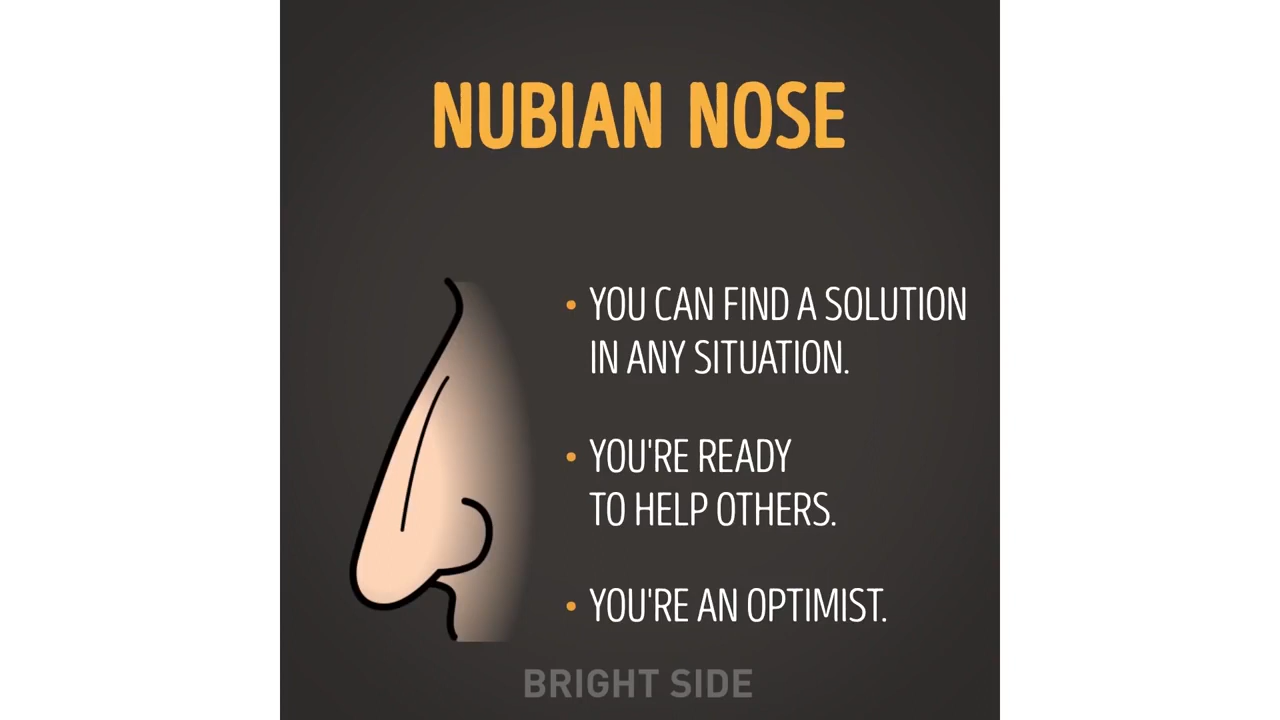 NUBIAN NOSE
• YOU CAN FIND A SOLUTION
IN ANY SITUATION.
• YOU'RE READY
TO HELP OTHERS.
• YOU'RE AN OPTIMIST.
BRIGHT SIDE